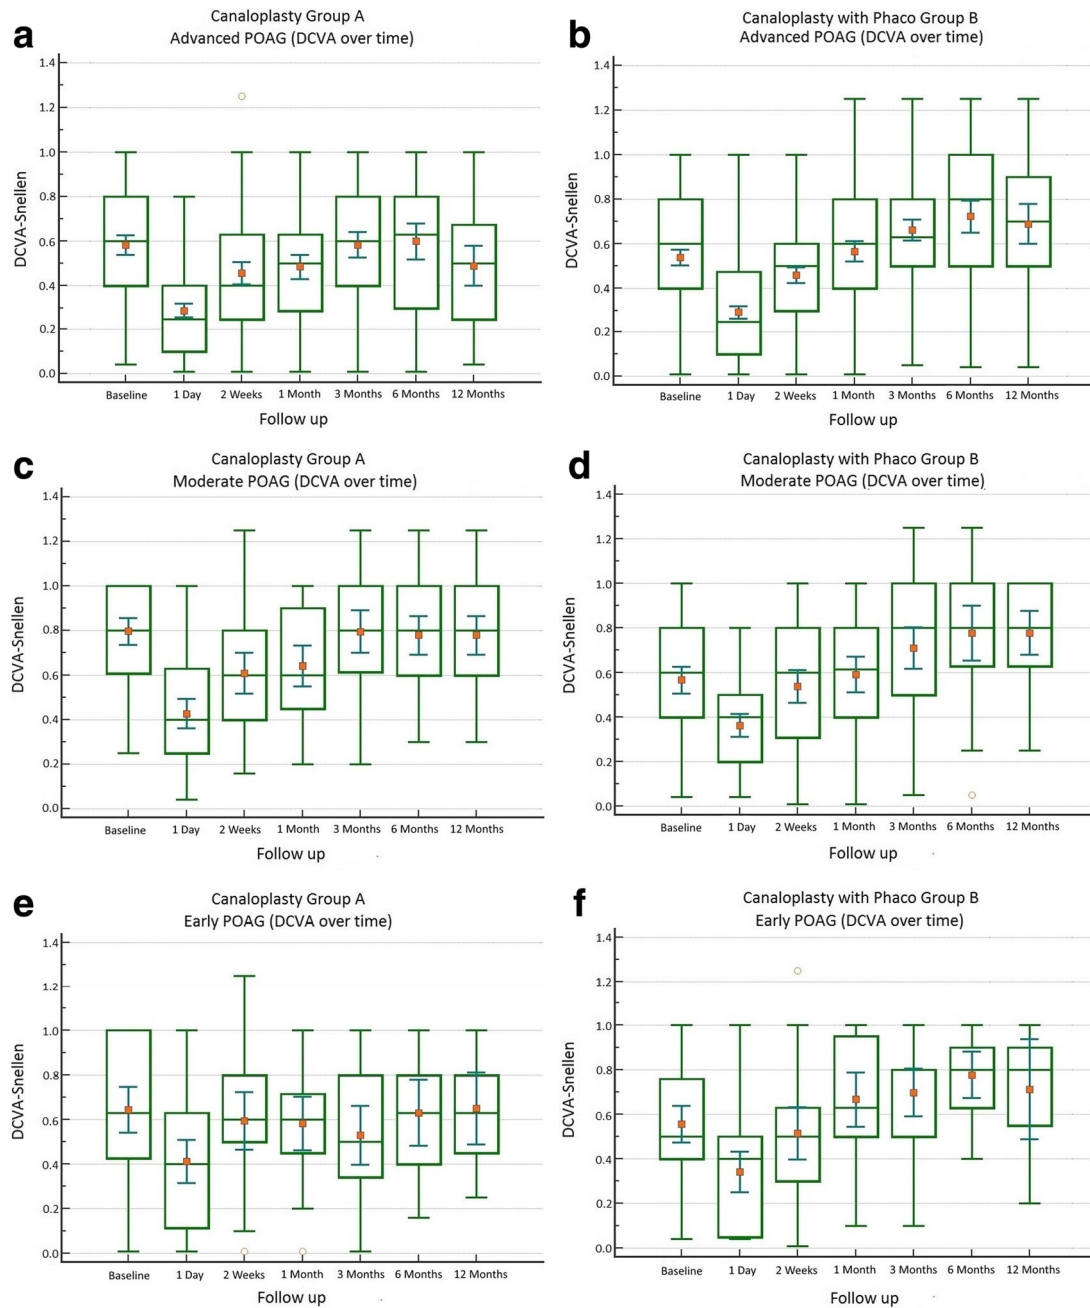 a
Canaloplasty Group A
Advanced POAG (DCVA over time)
1.4
1.2
1.0
0.8
0.6
0.4
0.2
0.0
DCVA-Snellen
Baseline 1 Day 2 Weeks 1 Month 3 Months 6 Months 12 Months
Follow up
b
Canaloplasty with Phaco Group B
Advanced POAG (DCVA over time)
1.4
1.2
1.0
0.8
0.6
0.4
0.2
0.0
DCVA-Snellen
Baseline 1 Day 2 Weeks 1 Month 3 Months 6 Months 12 Months
Follow up
c
Canaloplasty Group A
Moderate POAG (DCVA over time)
1.4
1.2
1.0
0.8
0.6
0.4
0.2
0.0
DCVA-Snellen
Baseline 1 Day 2 Weeks 1 Month 3 Months 6 Months 12 Months
Follow up
d
Canaloplasty with Phaco Group B
Moderate POAG (DCVA over time)
1.4
1.2
1.0
0.8
0.6
0.4
0.2
0.0
DCVA-Snellen
Baseline 1 Day 2 Weeks 1 Month 3 Months 6 Months 12 Months
Follow up
e
Canaloplasty Group A
Early POAG (DCVA over time)
1.4
1.2
1.0
0.8
0.6
0.4
0.2
0.0
DCVA-Snellen
Baseline 1 Day 2 Weeks 1 Month 3 Months 6 Months 12 Months
Follow up
f
Canaloplasty with Phaco Group B
Early POAG (DCVA over time)
1.4
1.2
1.0
0.8
0.6
0.4
0.2
0.0
DCVA-Snellen
Baseline 1 Day 2 Weeks 1 Month 3 Months 6 Months 12 Months
Follow up